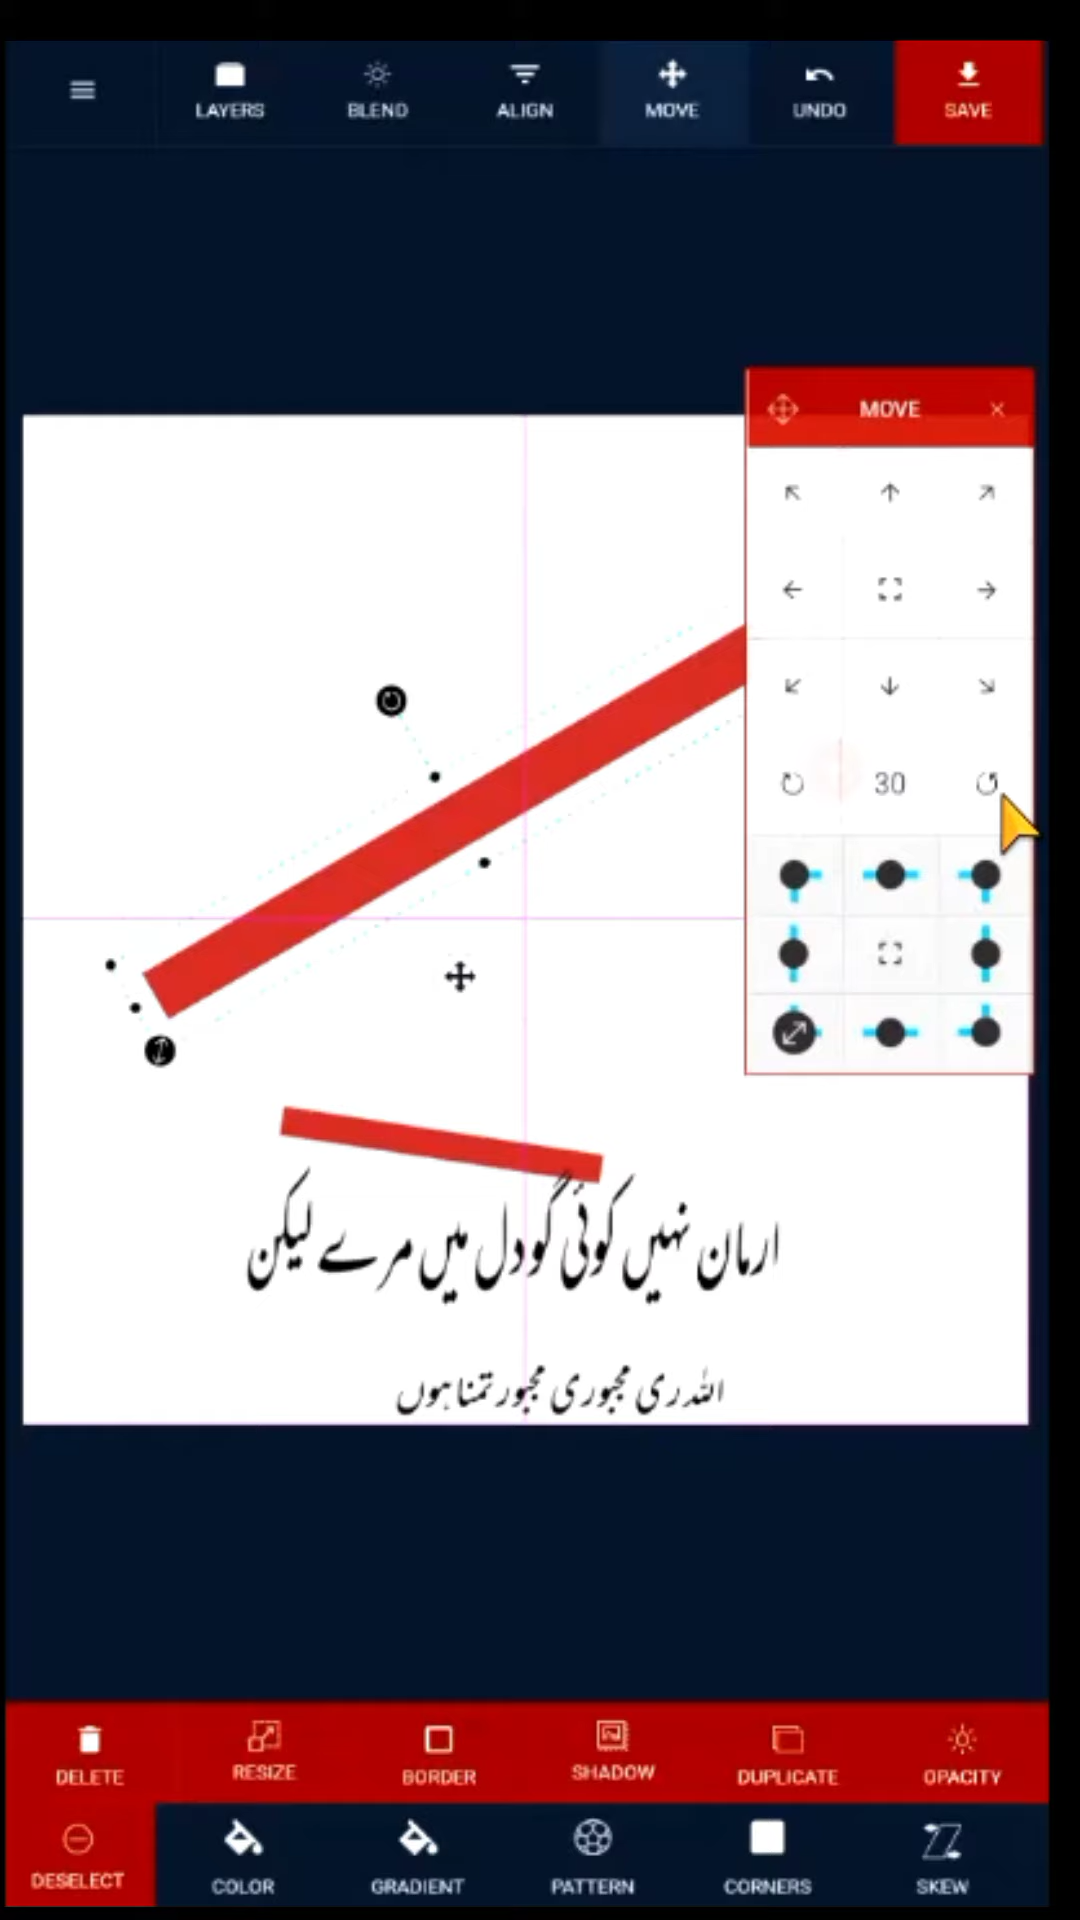 LAYERS BLEND ALIGN MOVE UNDO SAVE
MOVE
30
ارمان نہیں کوئی گو دل میں مرے لیکن
اللہ ری مجبوری مجبور تمنا ہوں
DELETE RESIZE BORDER SHADOW DUPLICATE OPACITY
DESELECT COLOR GRADIENT PATTERN CORNERS SKEW